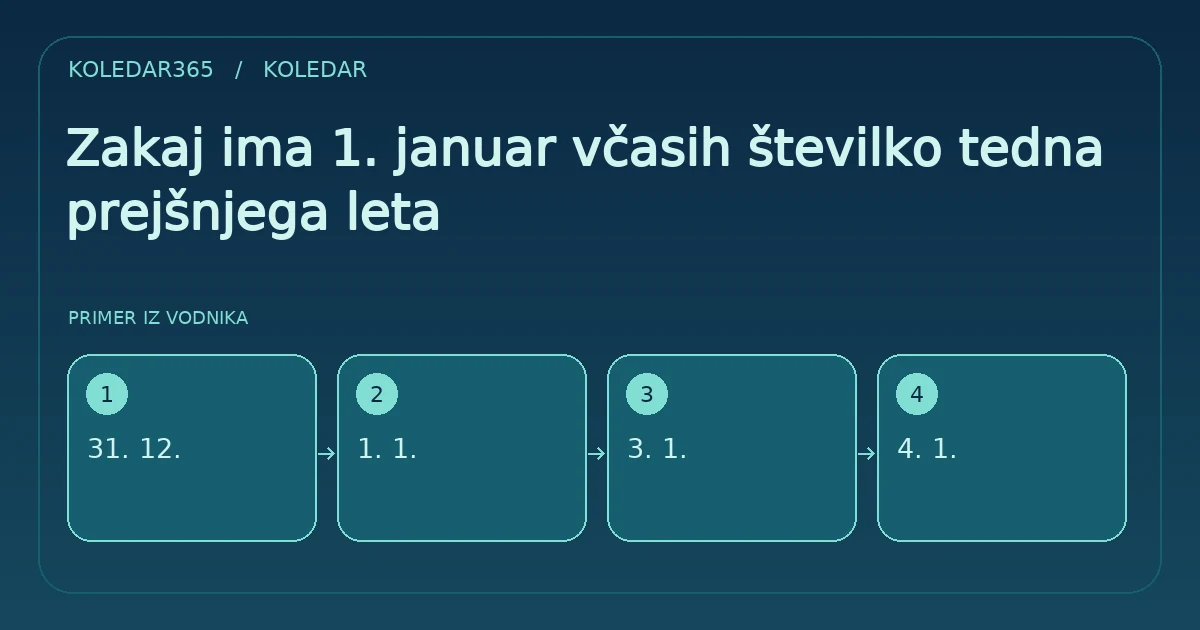 KOLEDAR365 / KOLEDAR
Zakaj ima 1. januar včasih številko tedna
prejšnjega leta
PRIMER IZ VODNIKA
1
31. 12.
→
2
1. 1.
→
3
3. 1.
→
4
4. 1.